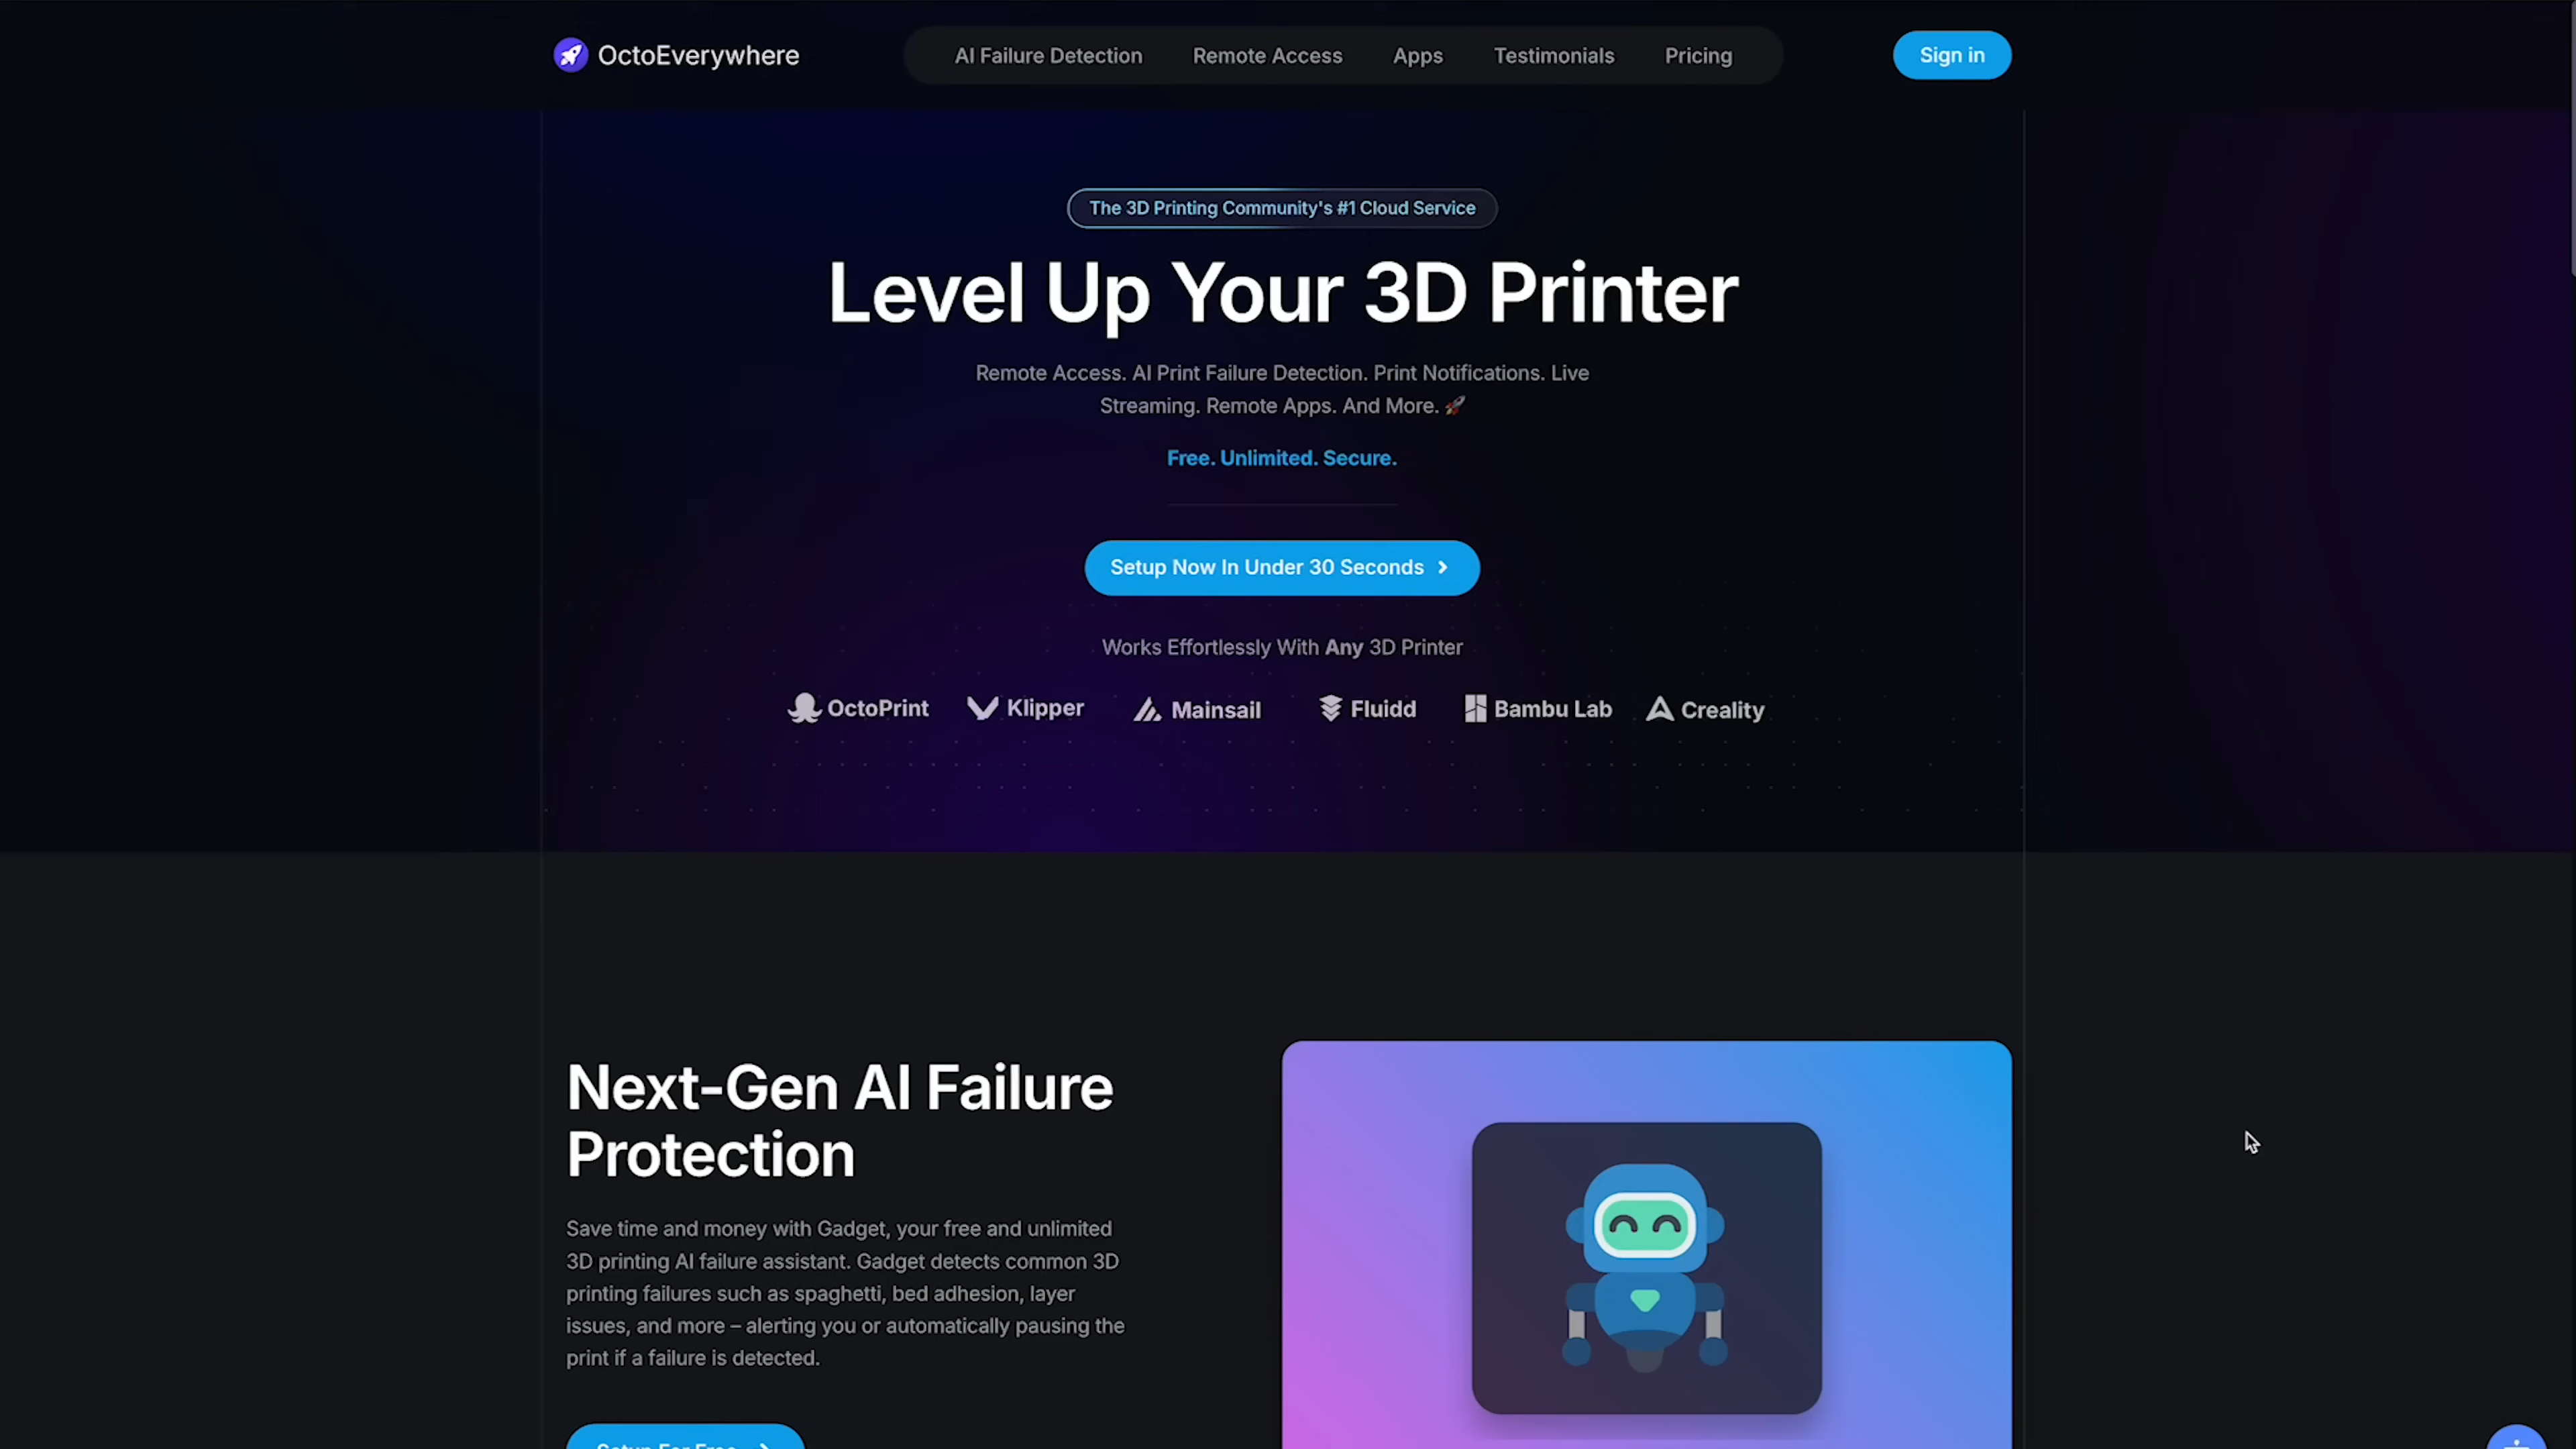 OctoEverywhere
AI Failure Detection
Remote Access
Apps
Testimonials
Pricing
Sign in
The 3D Printing Community's #1 Cloud Service
Level Up Your 3D Printer
Remote Access. AI Print Failure Detection. Print Notifications. Live
Streaming. Remote Apps. And More. 🚀
Free. Unlimited. Secure.
Setup Now In Under 30 Seconds
Works Effortlessly With Any 3D Printer
OctoPrint
Klipper
Mainsail
Fluidd
Bambu Lab
Creality
Next-Gen AI Failure
Protection
Save time and money with Gadget, your free and unlimited
3D printing AI failure assistant. Gadget detects common 3D
printing failures such as spaghetti, bed adhesion, layer
issues, and more – alerting you or automatically pausing the
print if a failure is detected.
Setup For Free